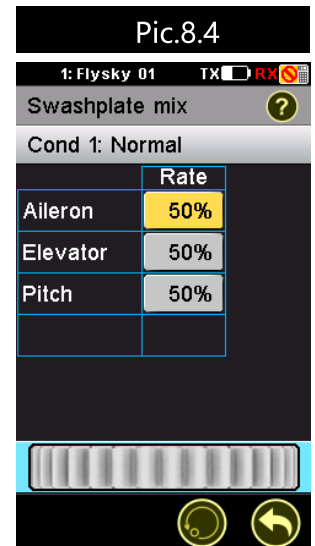 Pic.8.4
1: Flysky 01 TX RX
Swashplate mix ?
Cond 1: Normal
Rate
Aileron 50%
Elevator 50%
Pitch 50%